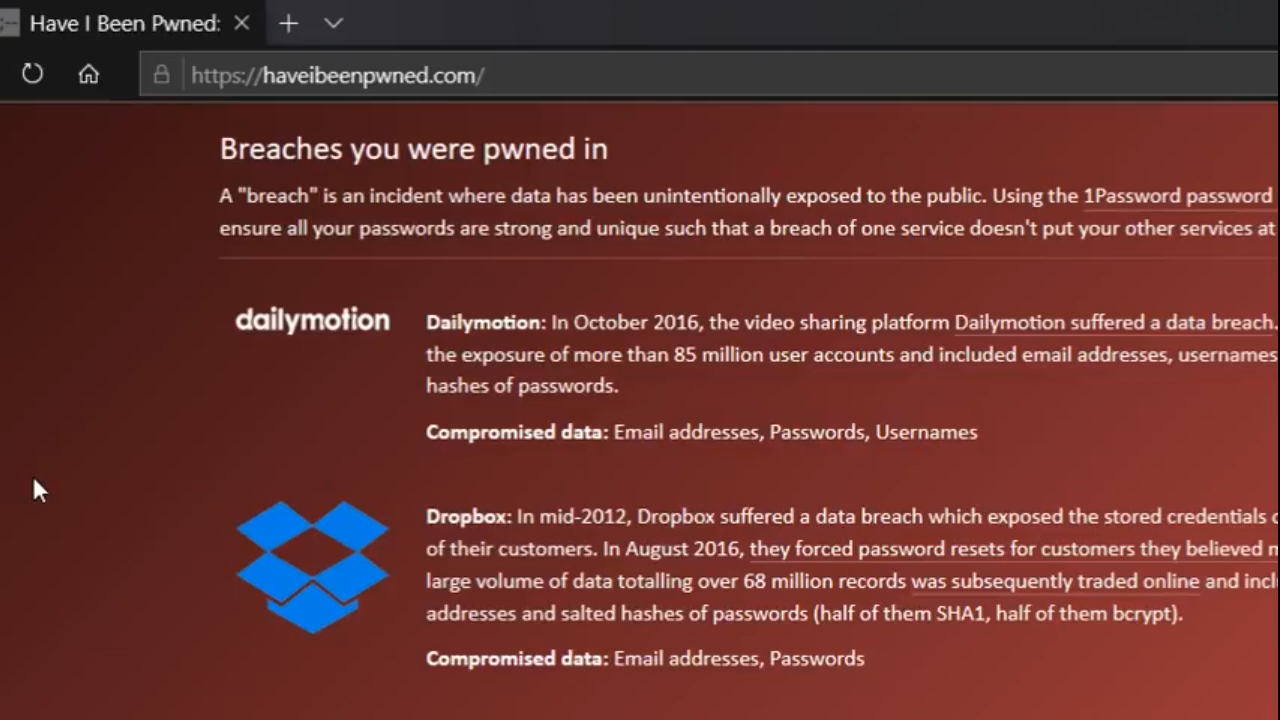 Have I Been Pwned:
https://haveibeenpwned.com/
Breaches you were pwned in
A "breach" is an incident where data has been unintentionally exposed to the public. Using the 1Password password
ensure all your passwords are strong and unique such that a breach of one service doesn't put your other services at
dailymotion
Dailymotion: In October 2016, the video sharing platform Dailymotion suffered a data breach.
the exposure of more than 85 million user accounts and included email addresses, usernames
hashes of passwords.
Compromised data: Email addresses, Passwords, Usernames
Dropbox: In mid-2012, Dropbox suffered a data breach which exposed the stored credentials
of their customers. In August 2016, they forced password resets for customers they believed
large volume of data totalling over 68 million records was subsequently traded online and
addresses and salted hashes of passwords (half of them SHA1, half of them bcrypt).
Compromised data: Email addresses, Passwords